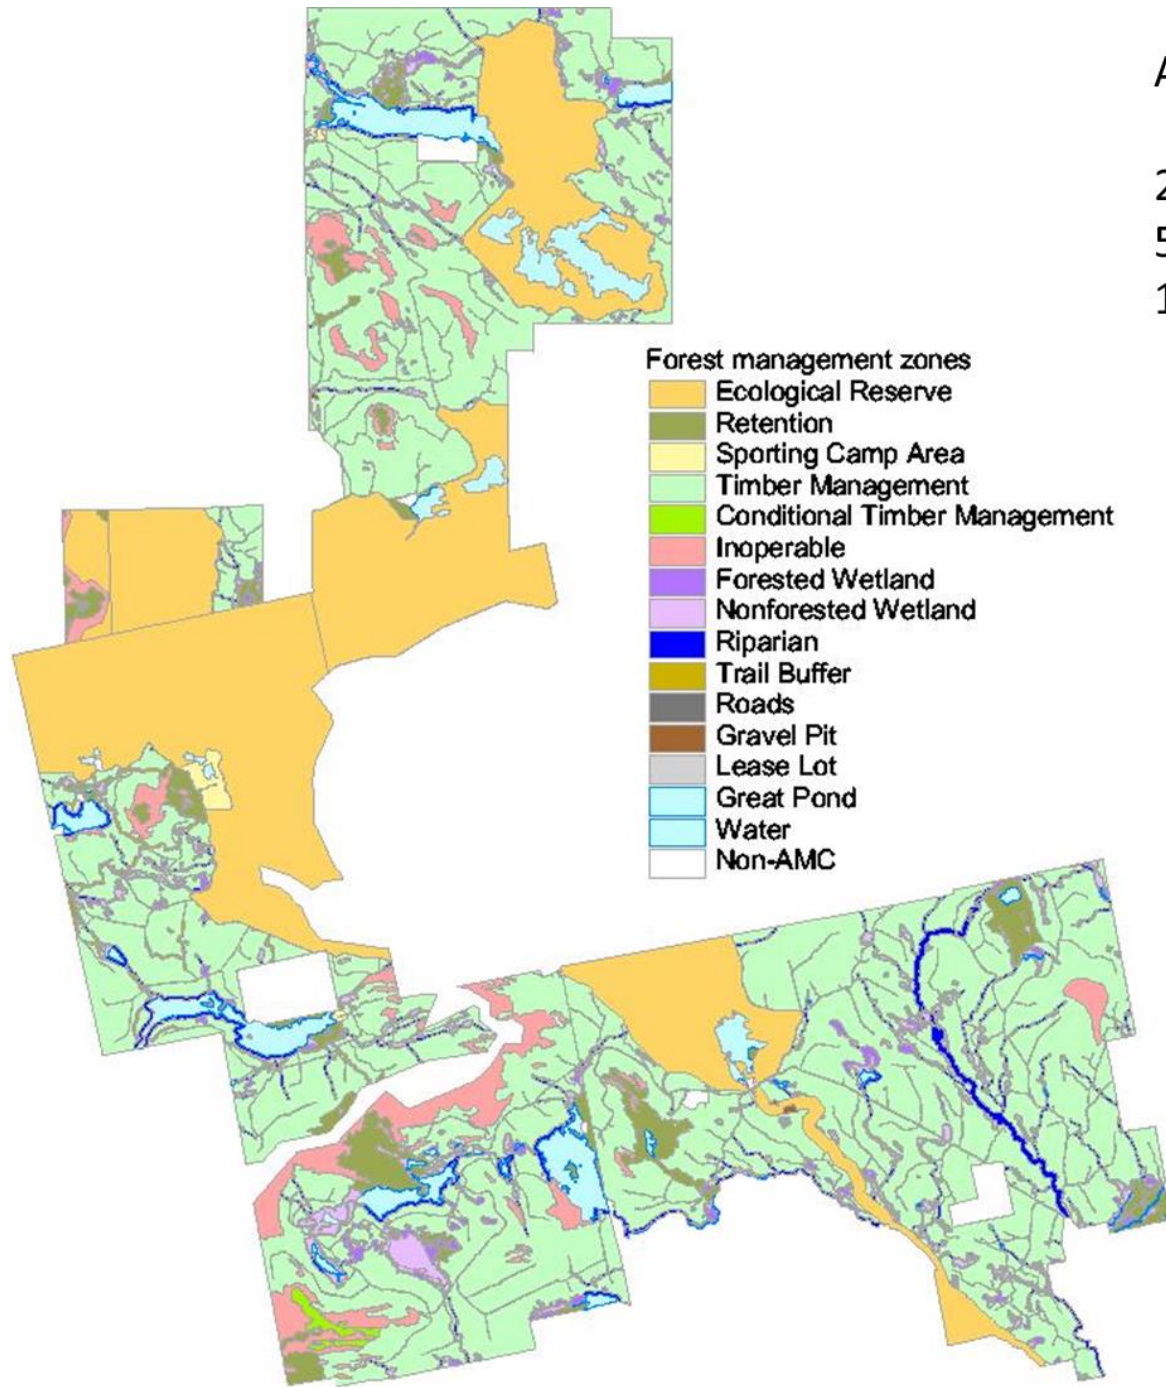 Forest management zones
Ecological Reserve
Retention
Sporting Camp Area
Timber Management
Conditional Timber Management
Inoperable
Forested Wetland
Nonforested Wetland
Riparian
Trail Buffer
Roads
Gravel Pit
Lease Lot
Great Pond
Water
Non-AMC